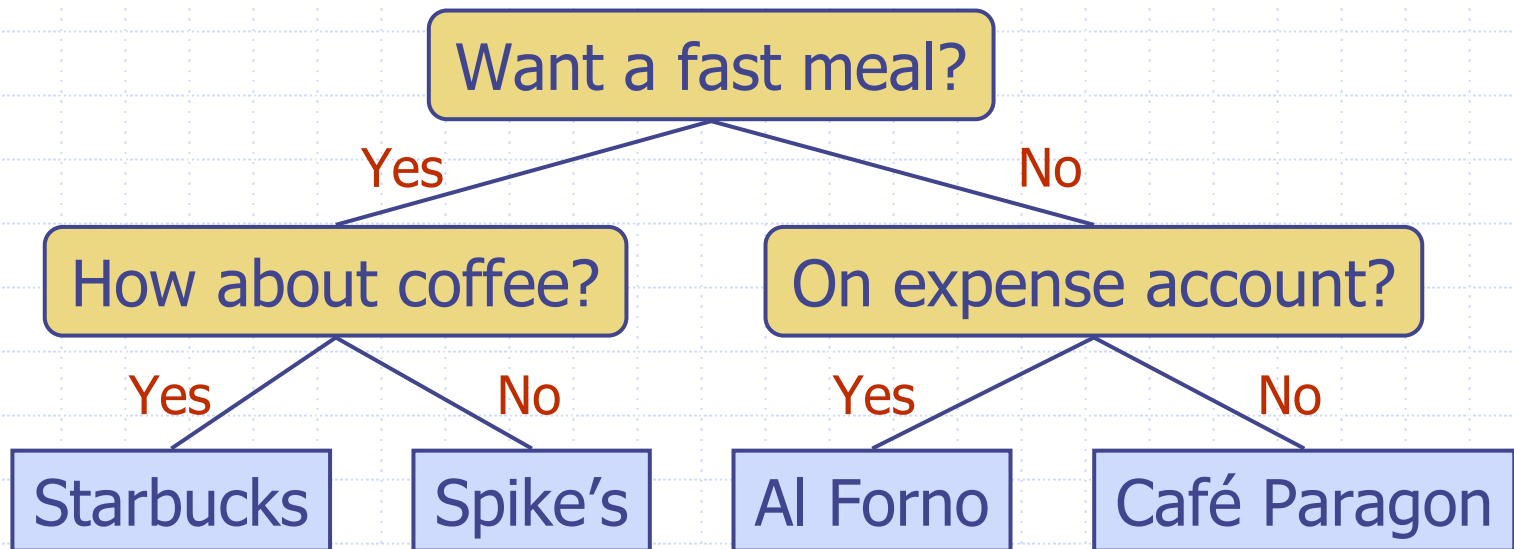 Want a fast meal?
Yes
No
How about coffee?
On expense account?
Yes
No
Yes
No
Starbucks
Spike’s
Al Forno
Café Paragon